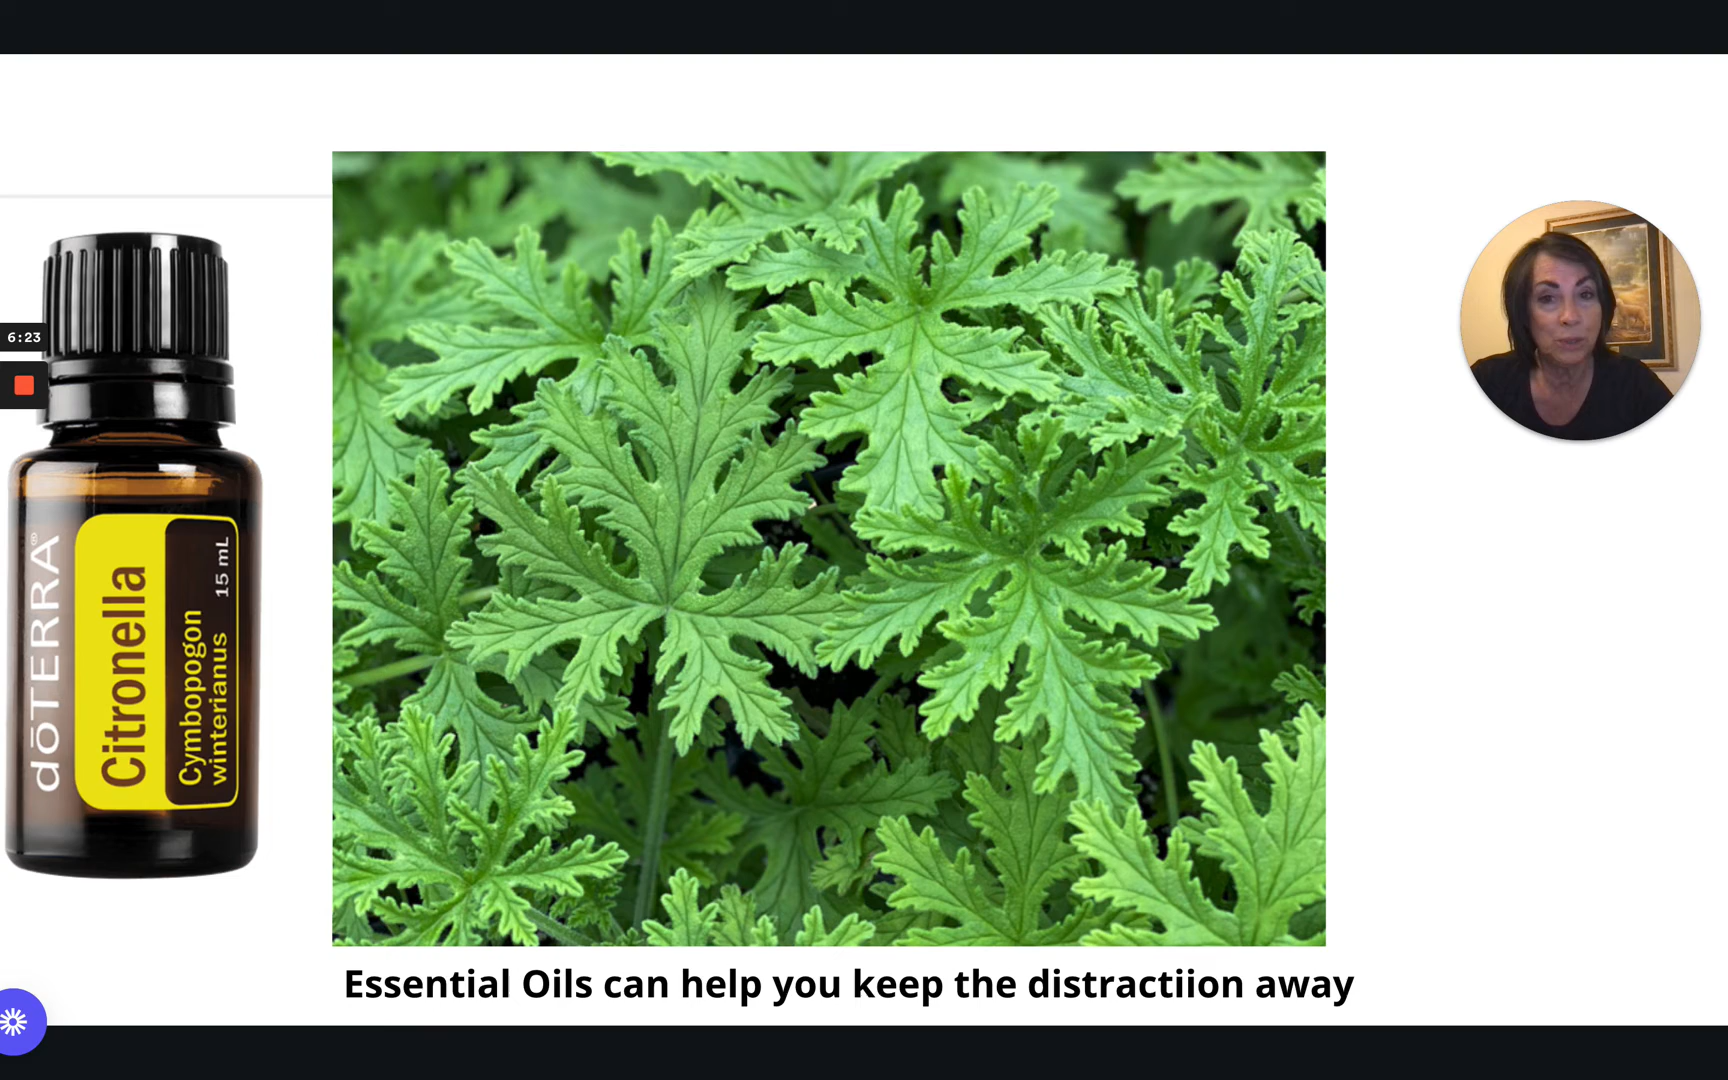 6:23
dōTERRA®
Citronella
Cymbopogon
winterianus 15 mL
Essential Oils can help you keep the distractiion away